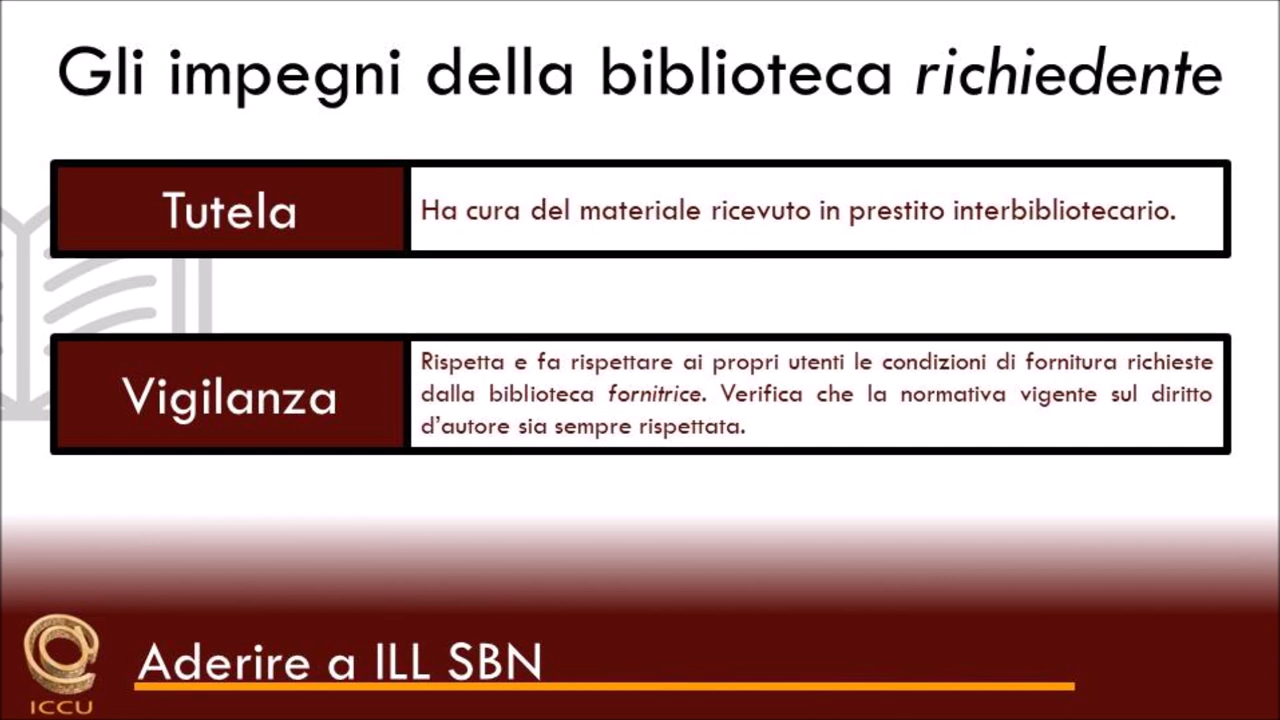 Gli impegni della biblioteca richiedente
Tutela
Ha cura del materiale ricevuto in prestito interbibliotecario.
Vigilanza
Rispetta e fa rispettare ai propri utenti le condizioni di fornitura richieste
dalla biblioteca fornitrice. Verifica che la normativa vigente sul diritto
d'autore sia sempre rispettata.
Aderire a ILL SBN
ICCU